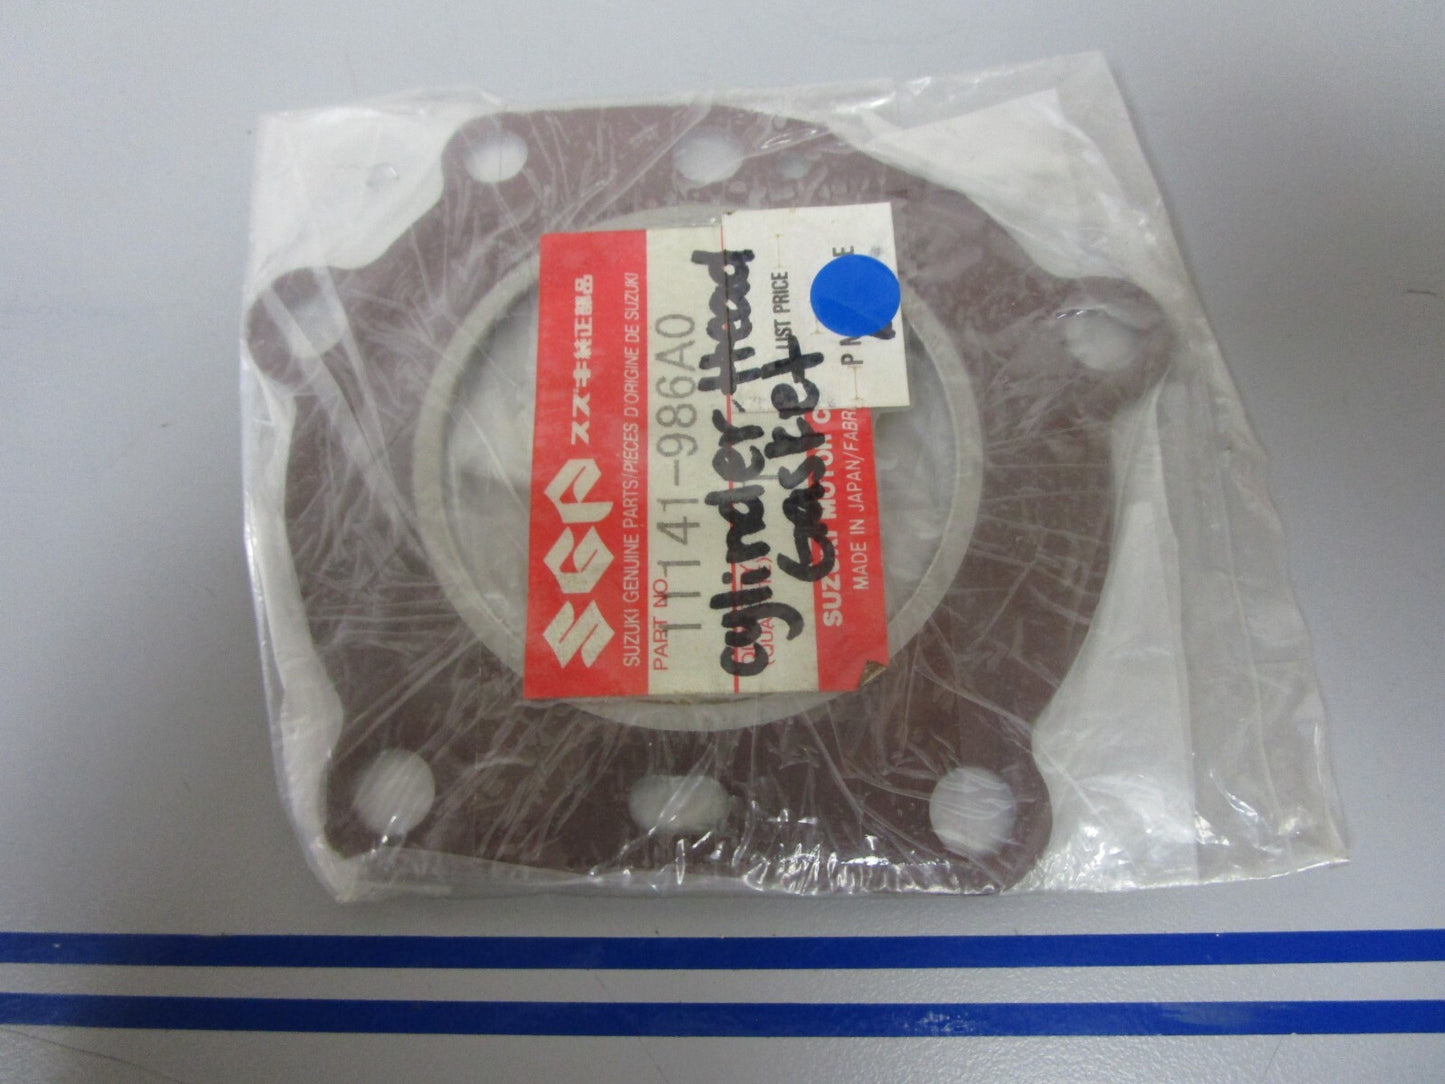 SGP スズキ純正部品
SUZUKI GENUINE PARTS/PIÈCES D'ORIGINE DE SUZUKI
PART NO.
11141-986A0
cylinder Head
Gasket
LIST PRICE
P
SUZUKI MOTOR C
MADE IN JAPAN/FABR